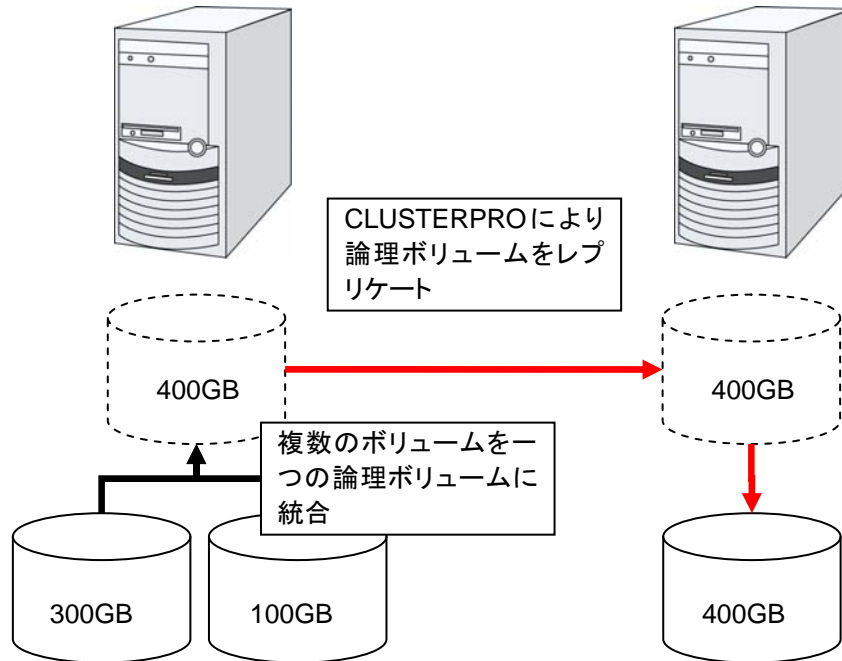 CLUSTERPROにより
論理ボリュームをレプ
リケート
400GB
400GB
複数のボリュームを一
つの論理ボリュームに
統合
300GB
100GB
400GB